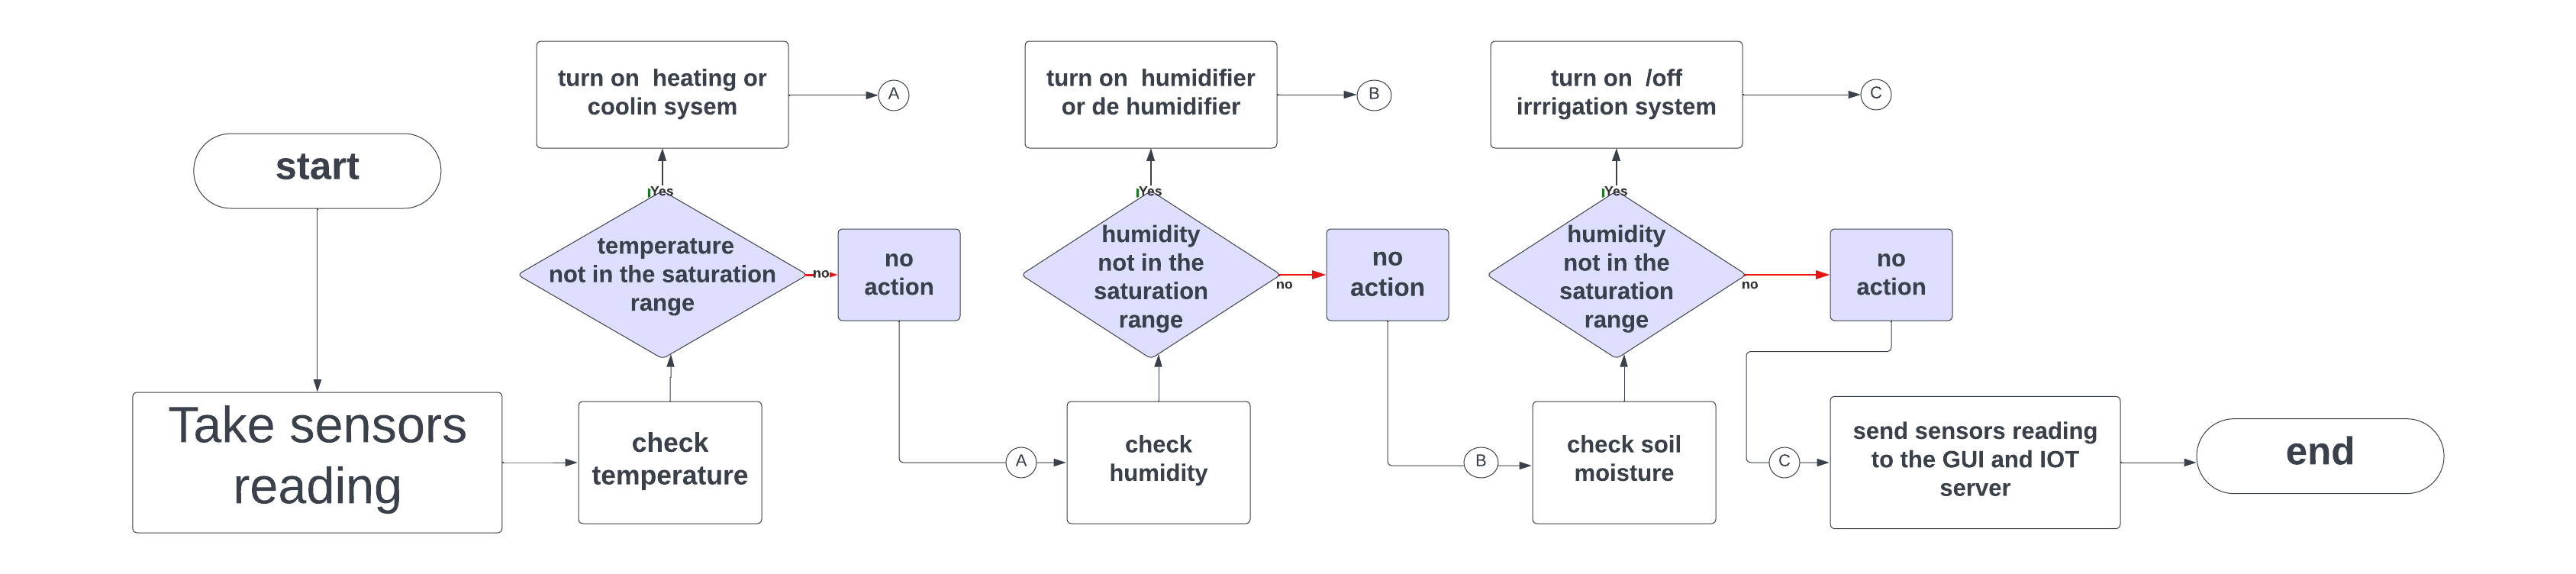 start
Take sensors
reading
check
temperature
temperature
not in the saturation
range
Yes
turn on  heating or
coolin sysem
A
no
no
action
A
check
humidity
humidity
not in the
saturation
range
Yes
turn on  humidifier
or de humidifier
B
no
no
action
B
check soil
moisture
humidity
not in the
saturation
range
Yes
turn on  /off
irrrigation system
C
no
no
action
C
send sensors reading
to the GUI and IOT
server
end